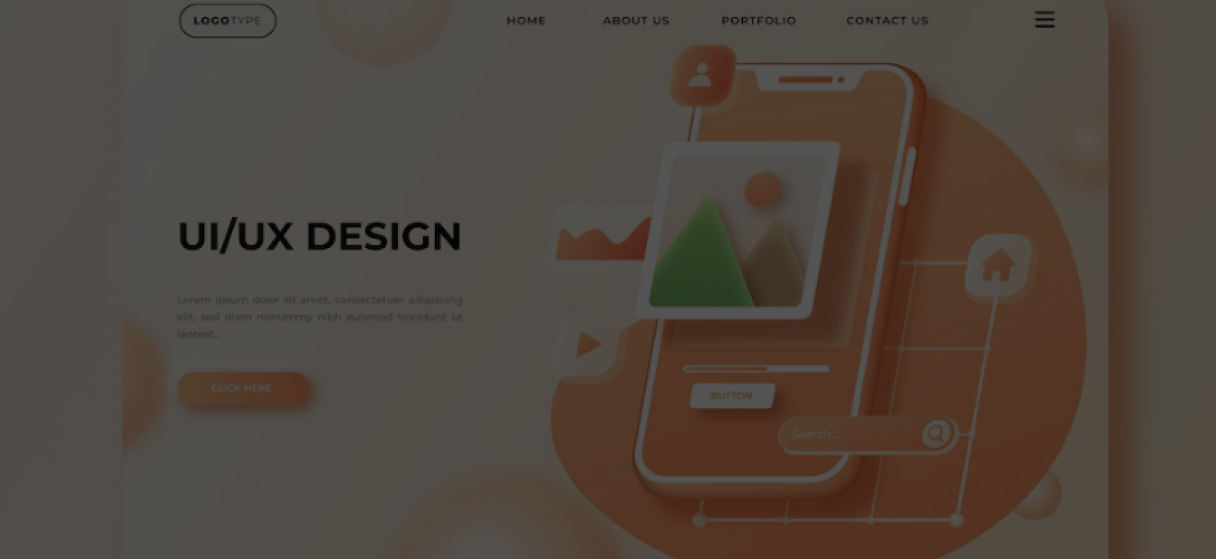 LOGOTYPE
HOME
ABOUT US
PORTFOLIO
CONTACT US
UI/UX DESIGN
Lorem ipsum dolor sit amet, consectetuer adipiscing
elit, sed diam nonummy nibh euismod tincidunt ut
laoreet..
CLICK HERE
BUTTON
Search..